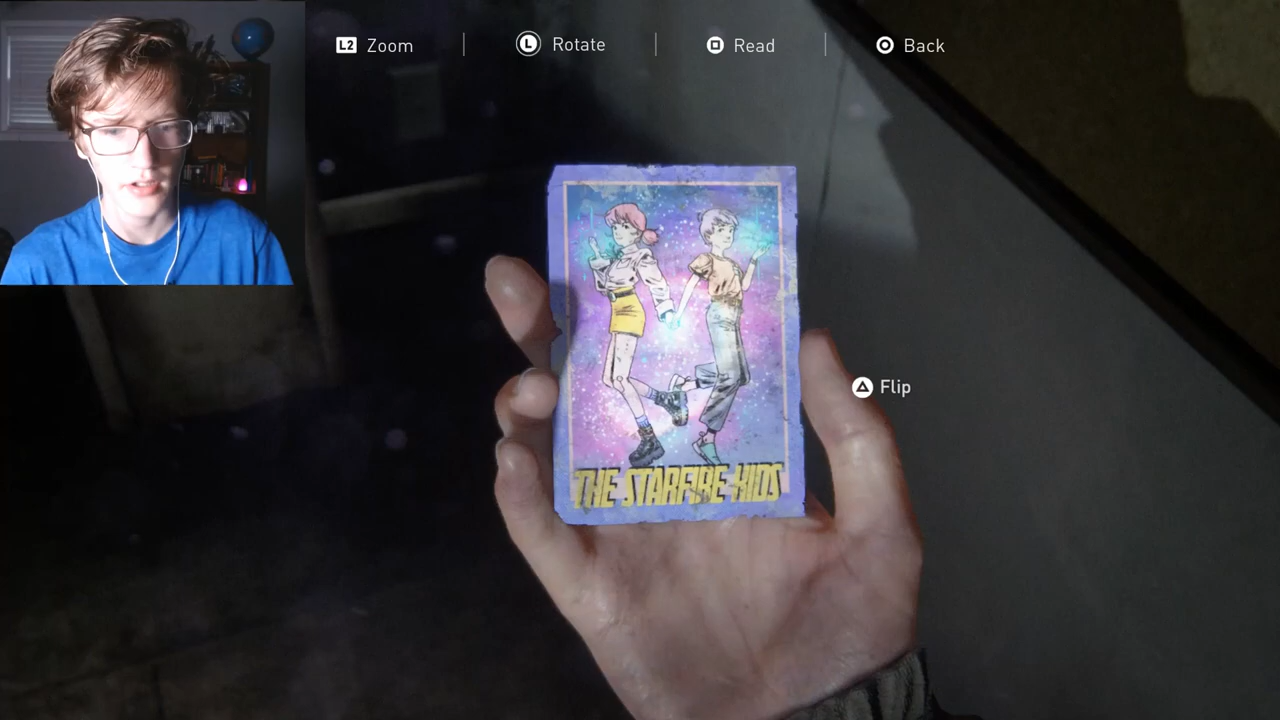 L2 Zoom
L Rotate
Read
Back
Flip
THE STARFIRE KIDS